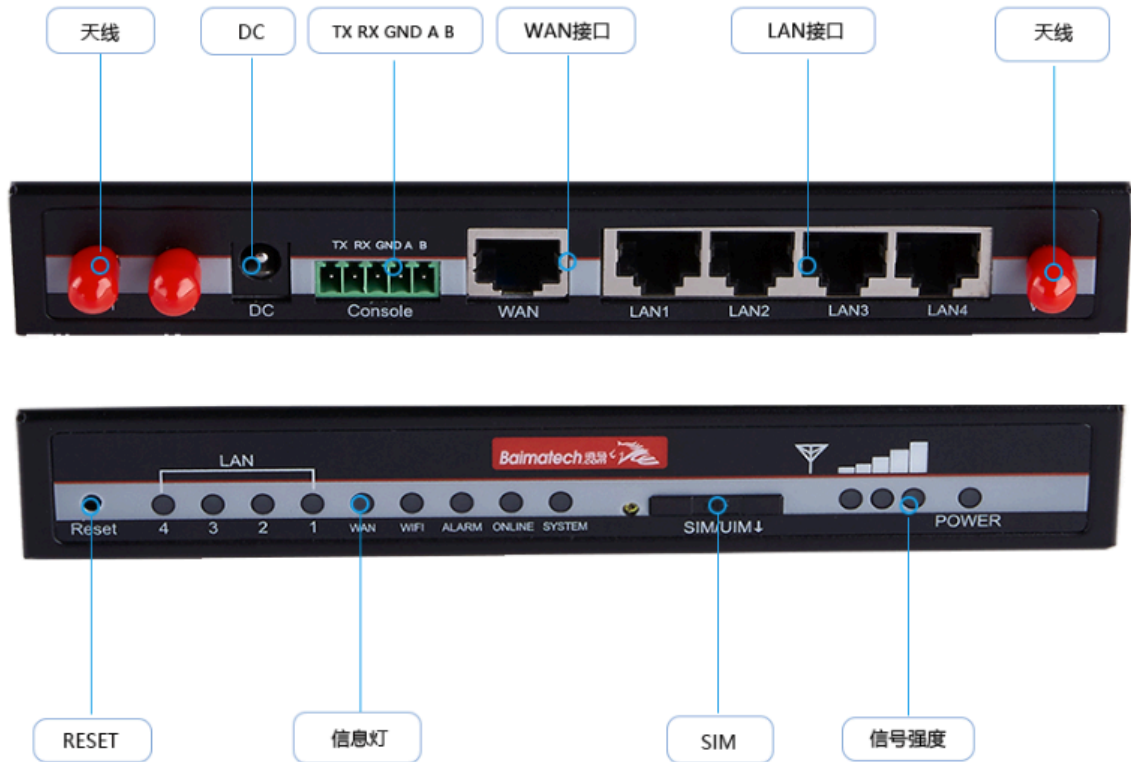 天线
DC
TX RX GND A B
WAN接口
LAN接口
天线
TX RX GND A B
DC
Console
WAN
LAN1
LAN2
LAN3
LAN4
Baimatech.com
LAN
Reset
4
3
2
1
WAN
WIFI
ALARM
ONLINE
SYSTEM
SIM/UIM↓
POWER
RESET
信息灯
SIM
信号强度